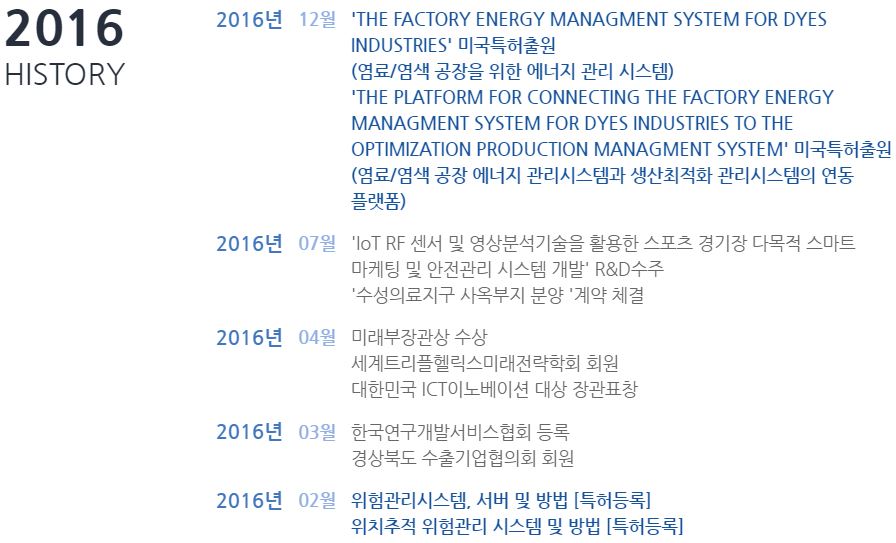 2016
HISTORY
2016년 12월 'THE FACTORY ENERGY MANAGMENT SYSTEM FOR DYES
INDUSTRIES' 미국특허출원
(염료/염색 공장을 위한 에너지 관리 시스템)
'THE PLATFORM FOR CONNECTING THE FACTORY ENERGY
MANAGMENT SYSTEM FOR DYES INDUSTRIES TO THE
OPTIMIZATION PRODUCTION MANAGMENT SYSTEM' 미국특허출원
(염료/염색 공장 에너지 관리시스템과 생산최적화 관리시스템의 연동
플랫폼)
2016년 07월 'IoT RF 센서 및 영상분석기술을 활용한 스포츠 경기장 다목적 스마트
마케팅 및 안전관리 시스템 개발' R&D수주
'수성의료지구 사옥부지 분양 '계약 체결
2016년 04월 미래부장관상 수상
세계트리플헬릭스미래전략학회 회원
대한민국 ICT이노베이션 대상 장관표창
2016년 03월 한국연구개발서비스협회 등록
경상북도 수출기업협의회 회원
2016년 02월 위험관리시스템, 서버 및 방법 [특허등록]
위치추적 위험관리 시스템 및 방법 [특허등록]